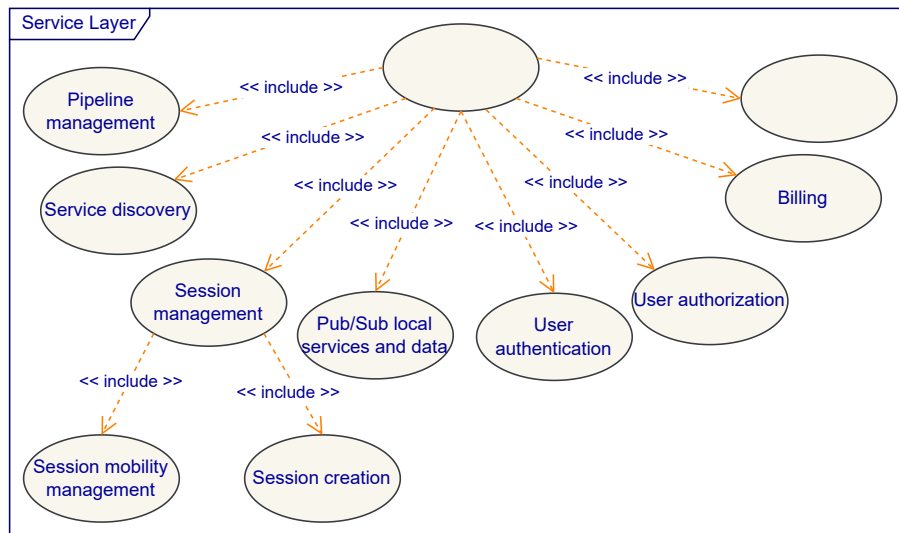 Service Layer
<< include >>
<< include >>
Pipeline
management
<< include >>
<< include >>
<< include >>
<< include >>
Billing
Service discovery
<< include >>
<< include >>
Session
management
User authorization
Pub/Sub local
services and data
User
authentication
<< include >>
<< include >>
Session mobility
management
Session creation